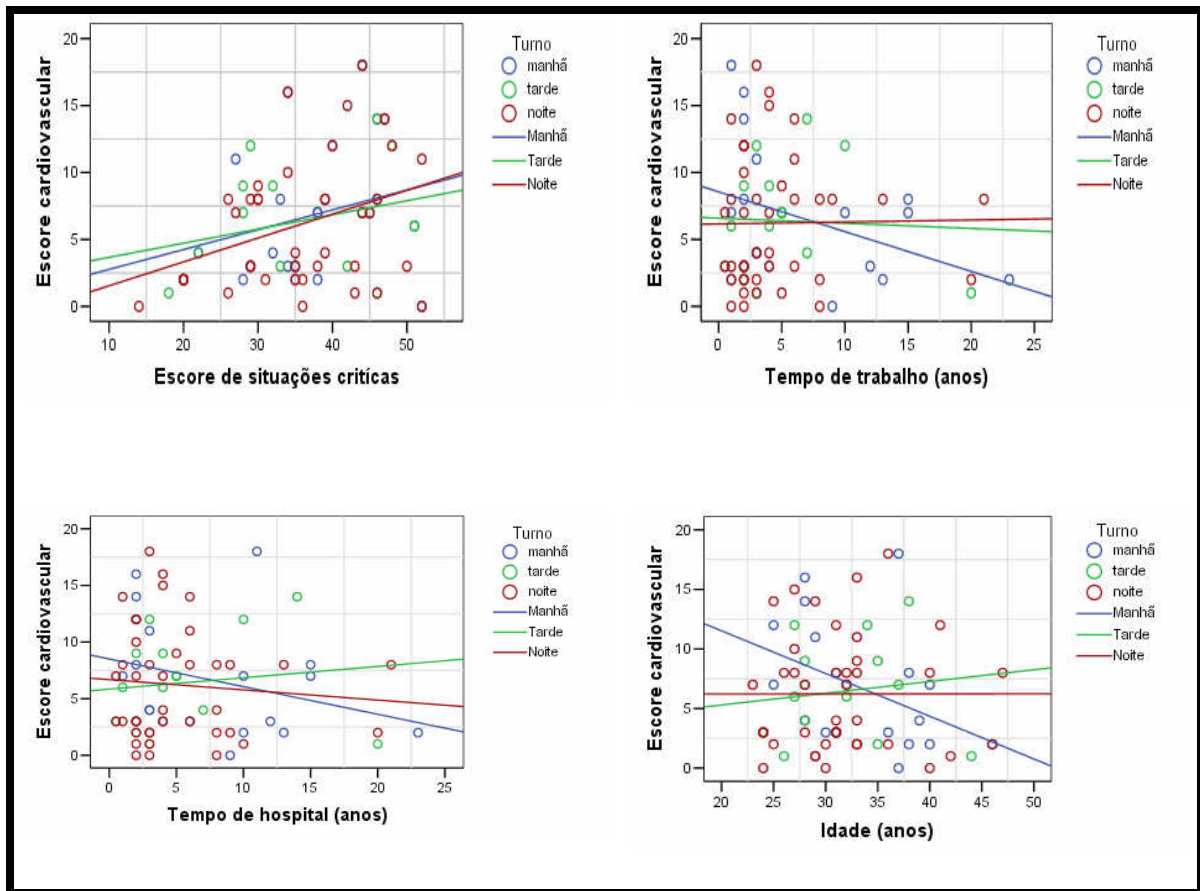 Escore cardiovascular
20
15
10
5
0
10 20 30 40 50
Escore de situações critícas
Turno
manhã
tarde
noite
Manhã
Tarde
Noite
Escore cardiovascular
20
15
10
5
0
0 5 10 15 20 25
Tempo de trabalho (anos)
Turno
manhã
tarde
noite
Manhã
Tarde
Noite
Escore cardiovascular
20
15
10
5
0
0 5 10 15 20 25
Tempo de hospital (anos)
Turno
manhã
tarde
noite
Manhã
Tarde
Noite
Escore cardiovascular
20
15
10
5
0
20 25 30 35 40 45 50
Idade (anos)
Turno
manhã
tarde
noite
Manhã
Tarde
Noite